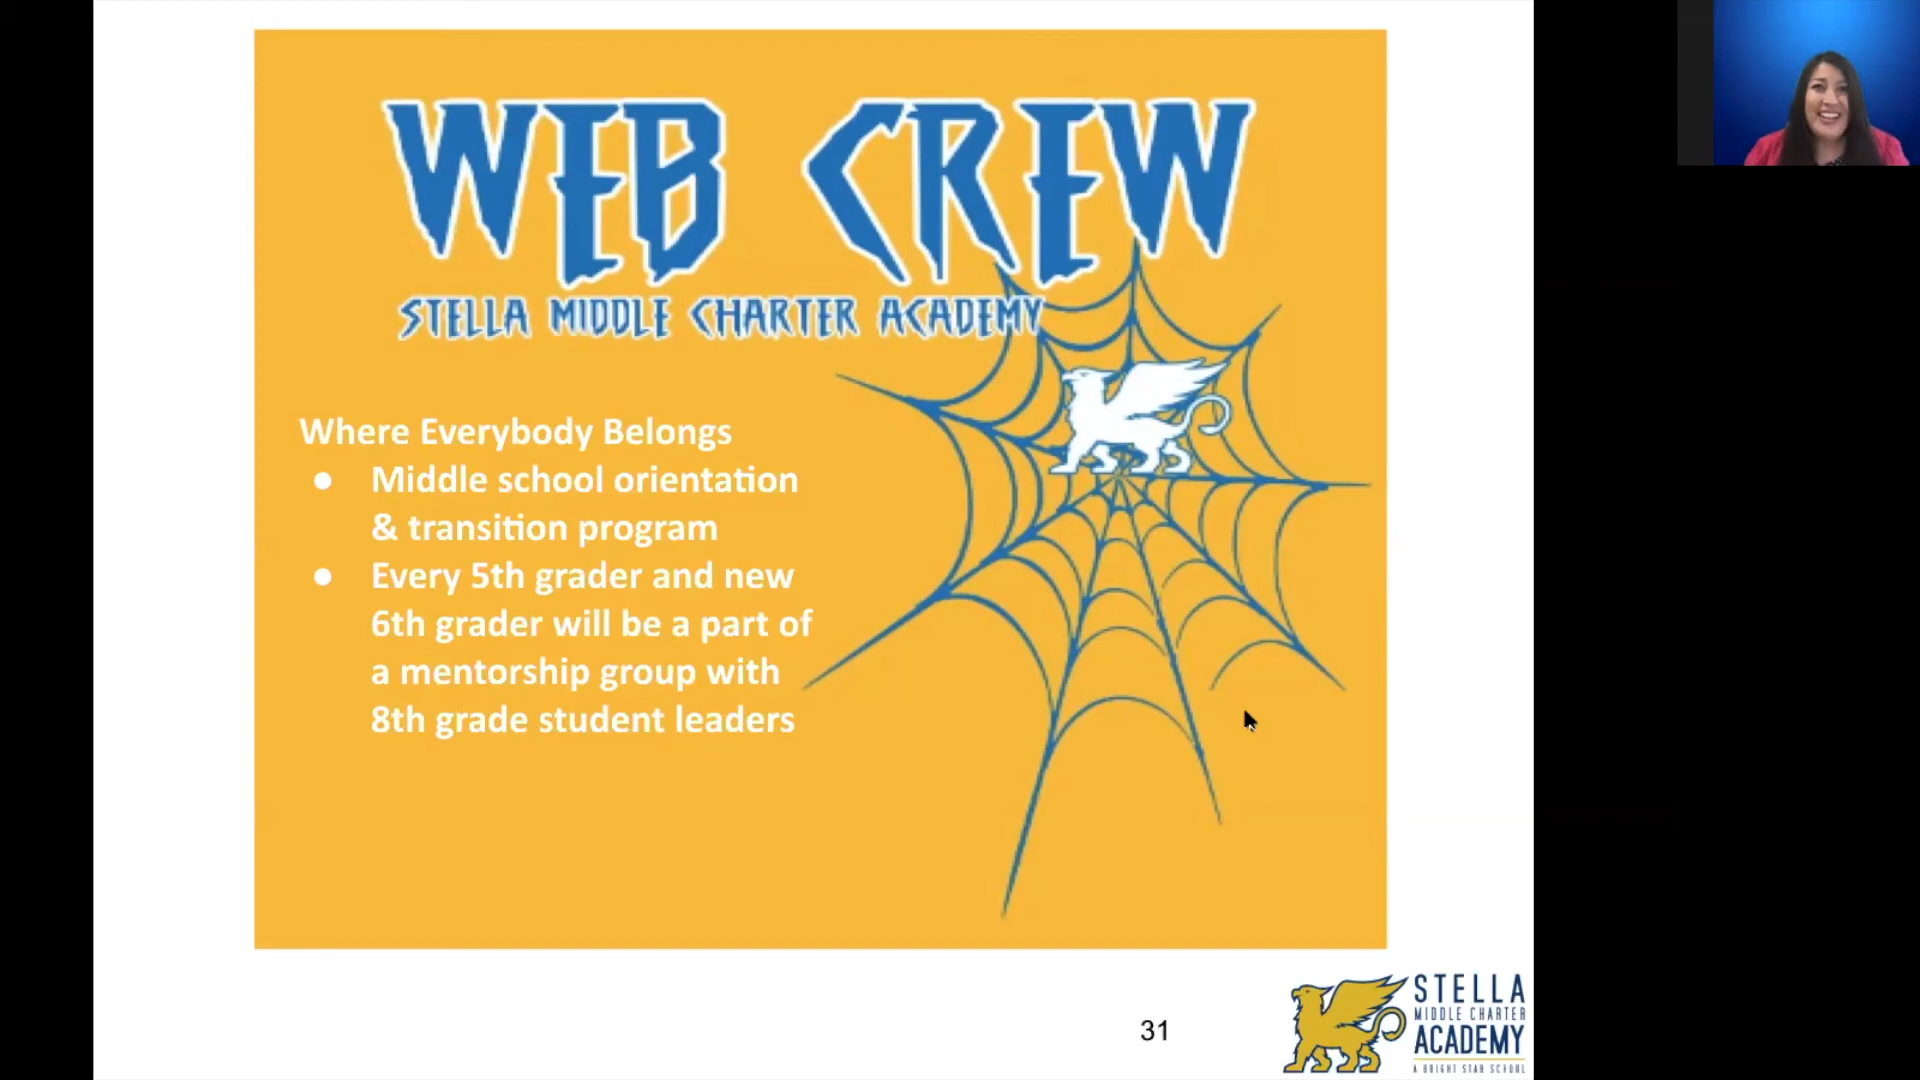 WEB CREW
STELLA MIDDLE CHARTER ACADEMY
Where Everybody Belongs
● Middle school orientation
& transition program
● Every 5th grader and new
6th grader will be a part of
a mentorship group with
8th grade student leaders
31
STELLA
MIDDLE CHARTER
ACADEMY
A BRIGHT STAR SCHOOL